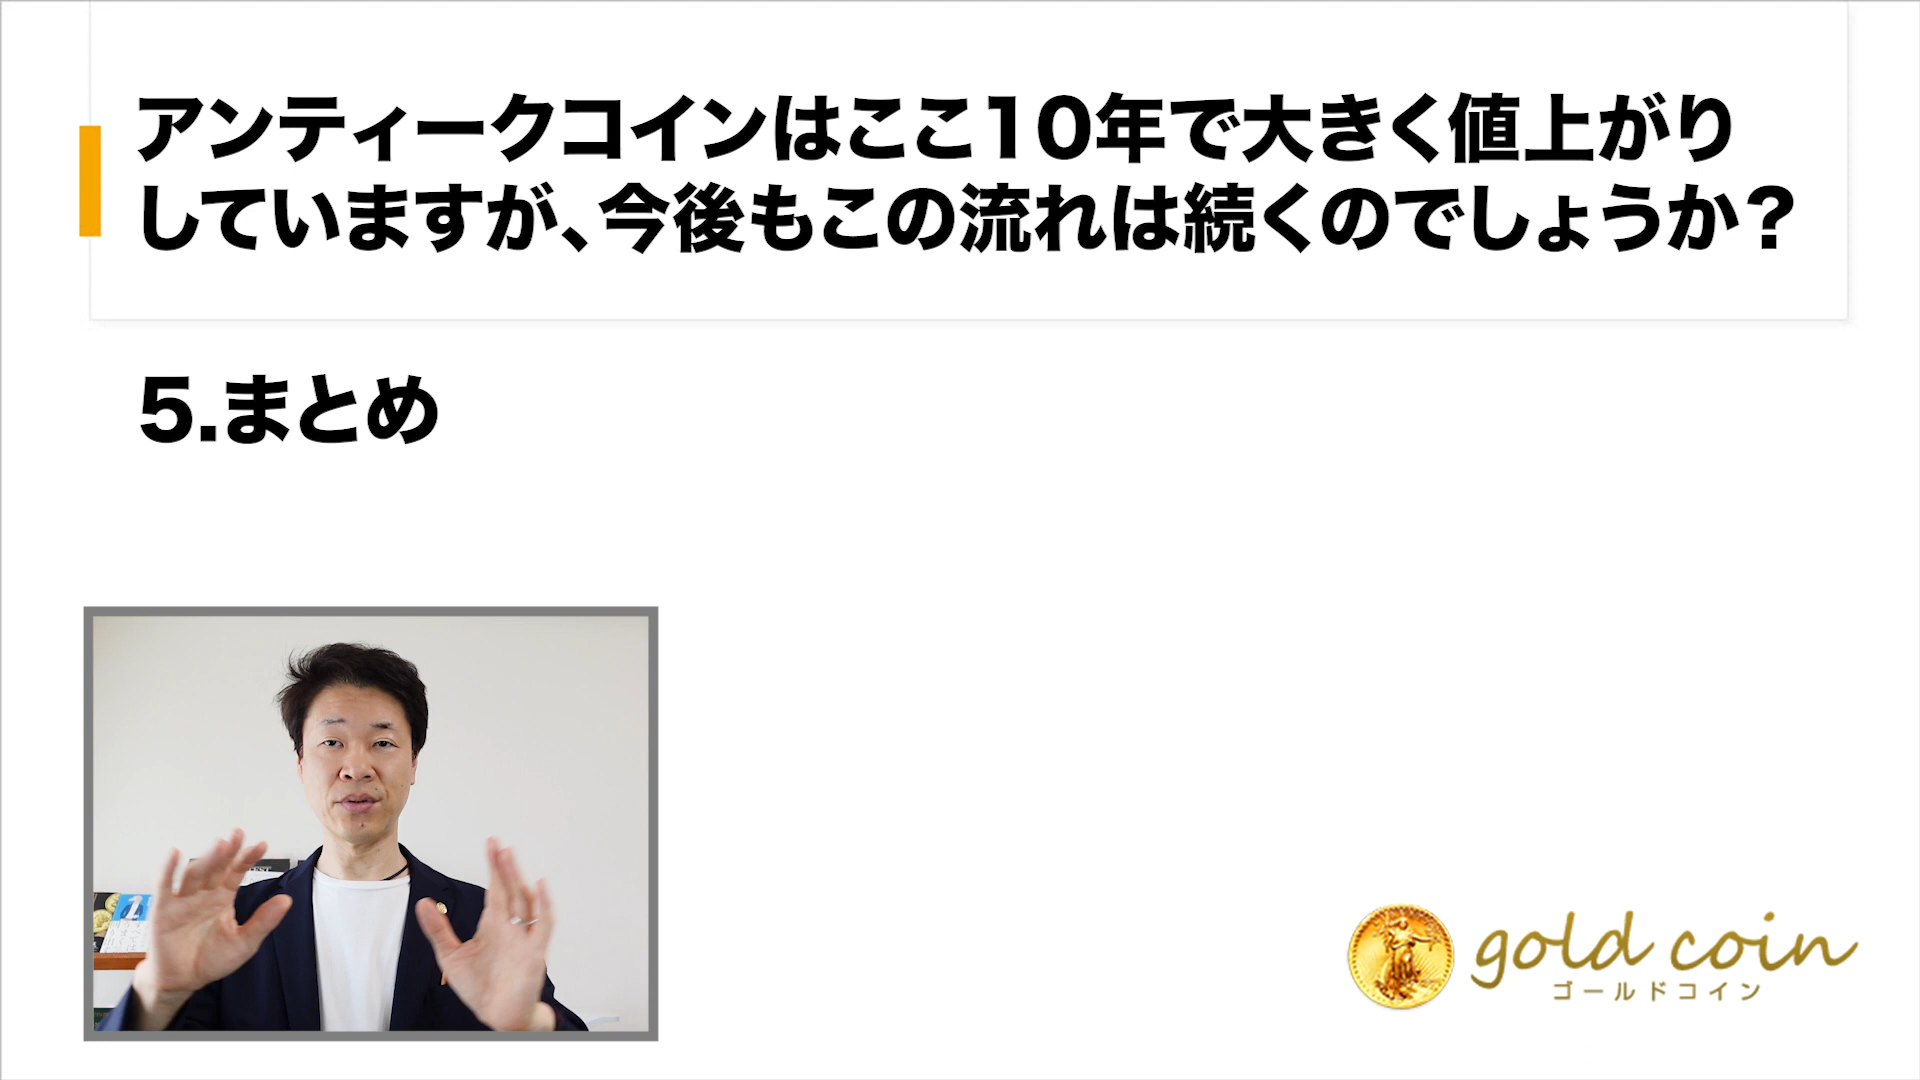 アンティークコインはここ10年で大きく値上がり
していますが、今後もこの流れは続くのでしょうか？
5.まとめ
1
gold coin
ゴールドコイン